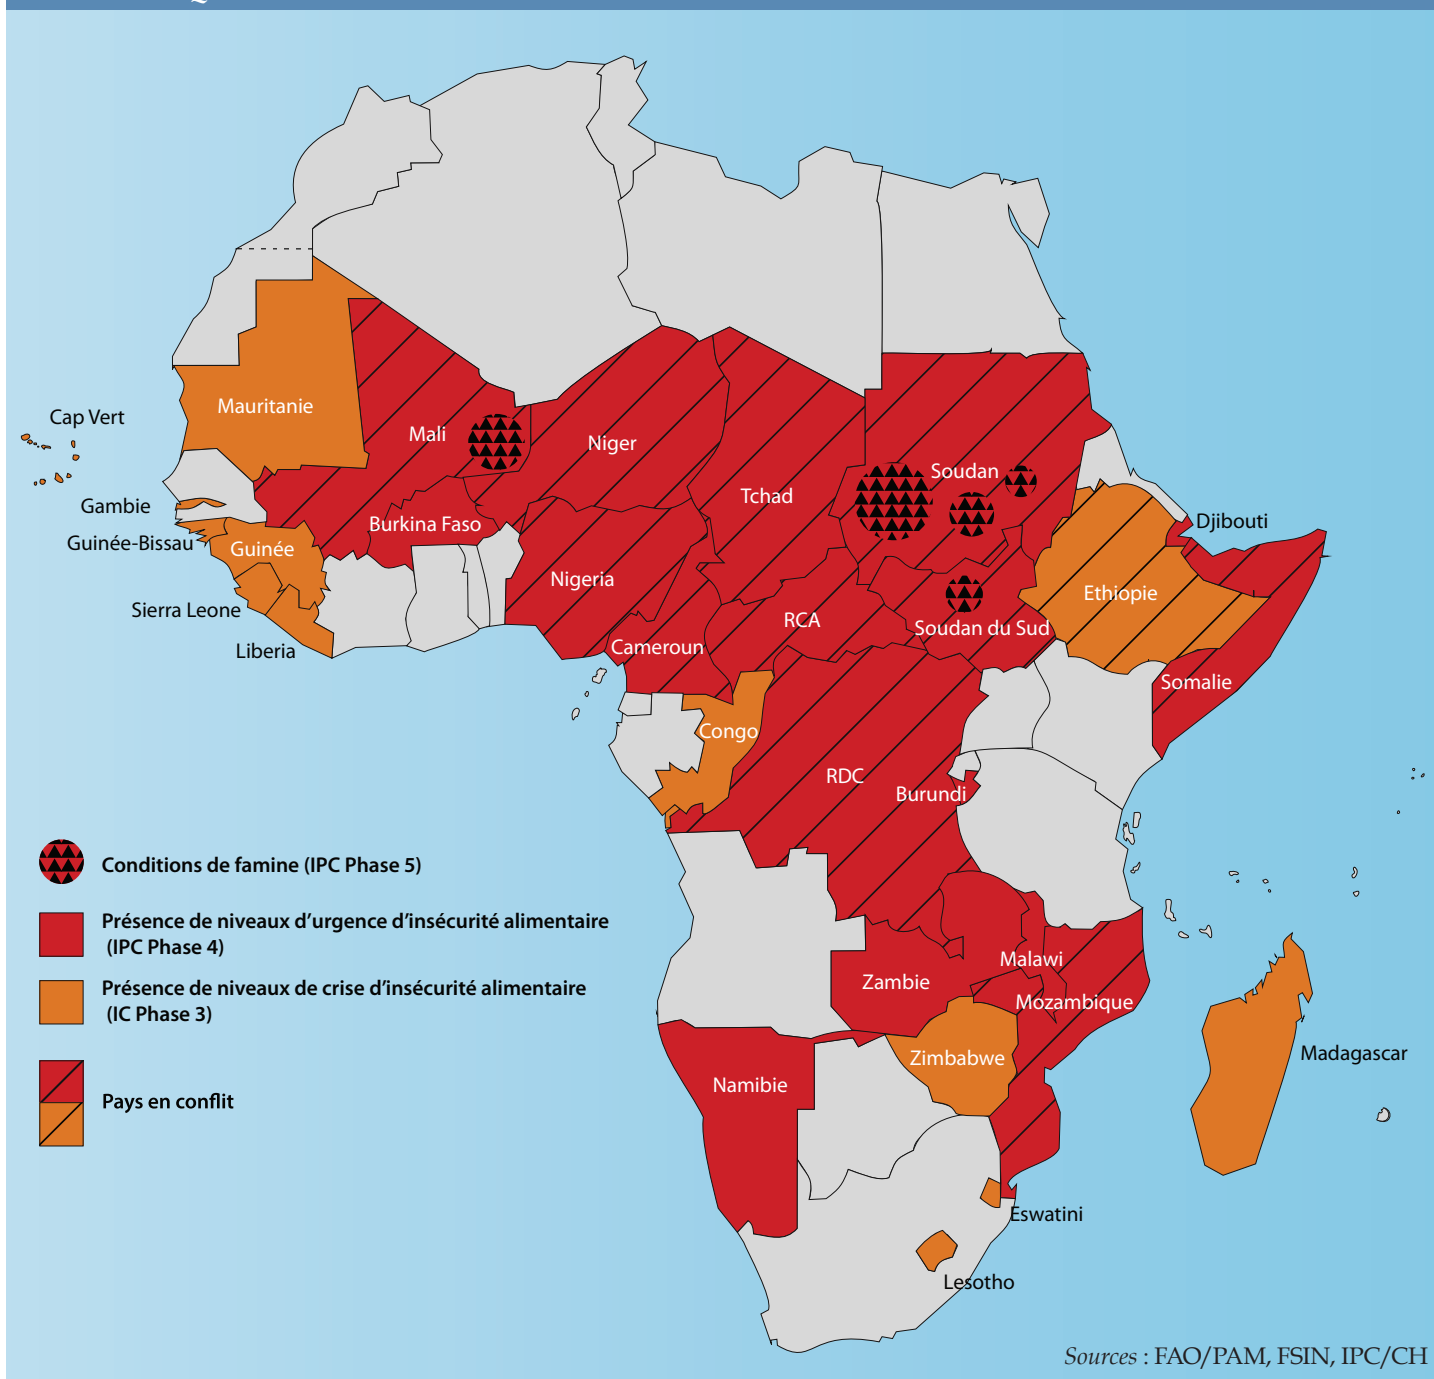 Cap Vert
Mauritanie
Mali
Niger
Tchad
Soudan
Gambie
Guinée-Bissau
Guinée
Burkina Faso
Nigeria
Djibouti
Ethiopie
Sierra Leone
Liberia
Cameroun
RCA
Soudan du Sud
Somalie
Congo
RDC
Burundi
Conditions de famine (IPC Phase 5)
Présence de niveaux d'urgence d'insécurité alimentaire
(IPC Phase 4)
Présence de niveaux de crise d'insécurité alimentaire
(IC Phase 3)
Pays en conflit
Malawi
Zambie
Mozambique
Zimbabwe
Madagascar
Namibie
Eswatini
Lesotho
Sources : FAO/PAM, FSIN, IPC/CH